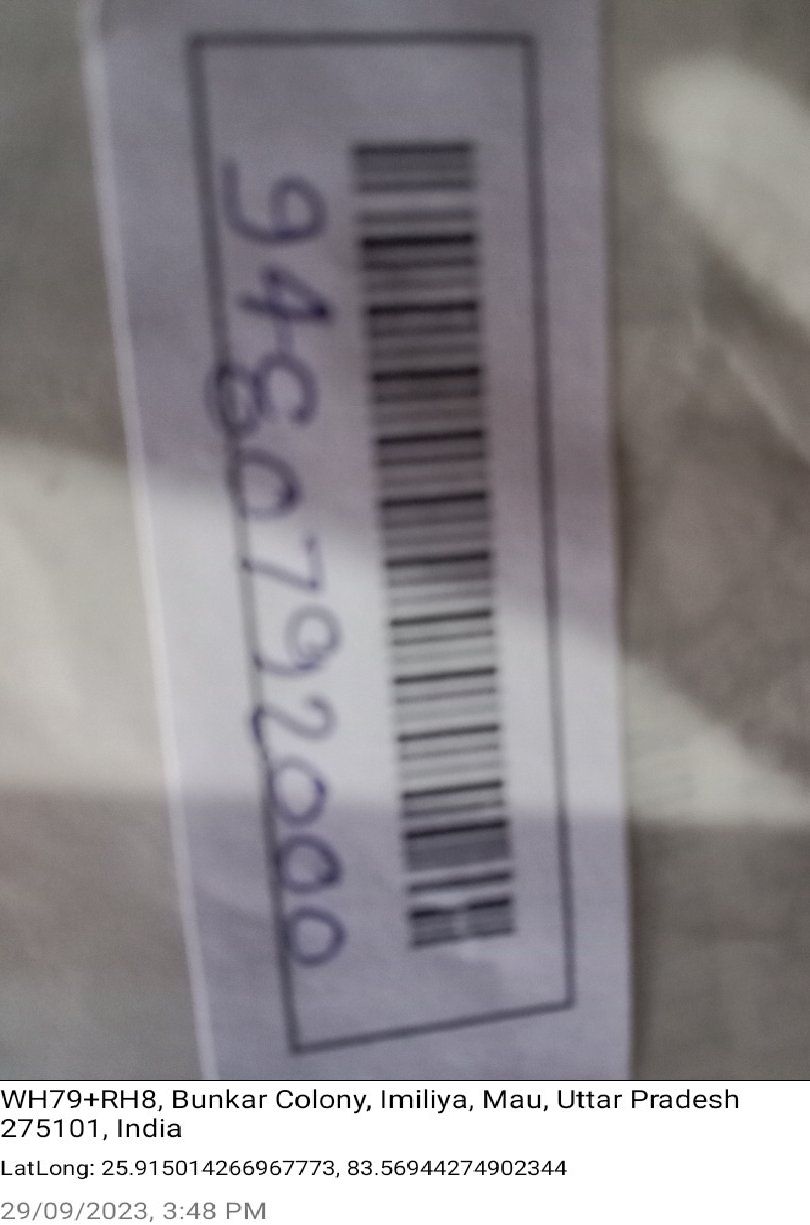 9480792000
WH79+RH8, Bunkar Colony, Imiliya, Mau, Uttar Pradesh
275101, India
LatLong: 25.915014266967773, 83.56944274902344
29/09/2023, 3:48 PM